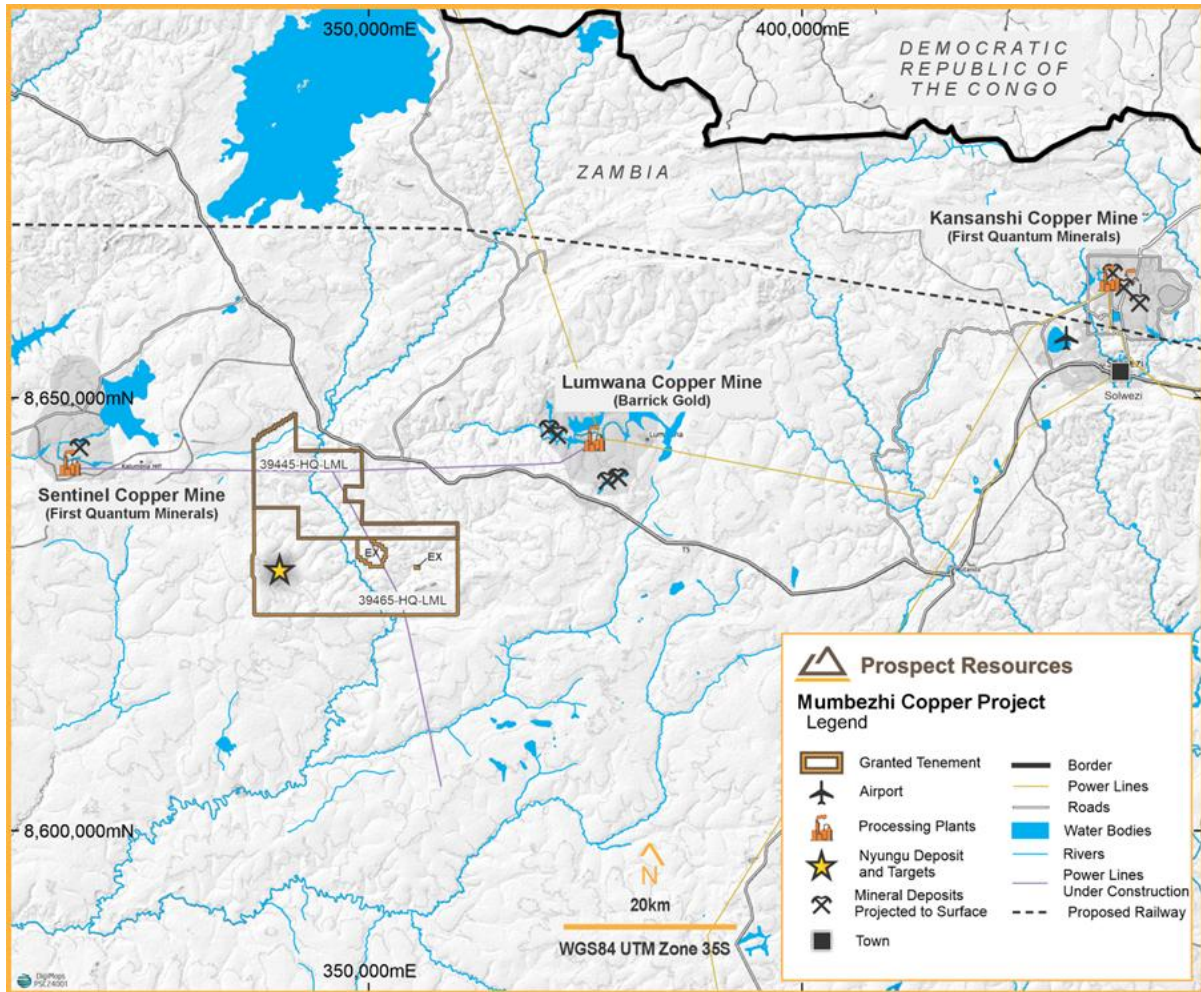 350,000mE
400,000mE
DEMOCRATIC
REPUBLIC OF
THE CONGO
ZAMBIA
Kansanshi Copper Mine
(First Quantum Minerals)
Lumwana Copper Mine
(Barrick Gold)
8,650,000mN
Solwezi
39445-HQ-LML
Sentinel Copper Mine
(First Quantum Minerals)
EX
EX
T5
39465-HQ-LML
Prospect Resources
Mumbezhi Copper Project
Legend
Granted Tenement
Airport
Processing Plants
Nyungu Deposit
and Targets
Mineral Deposits
Projected to Surface
Town
Border
Power Lines
Roads
Water Bodies
Rivers
Power Lines
Under Construction
Proposed Railway
8,600,000mN
N
20km
WGS84 UTM Zone 35S
350,000mE
DigiMaps